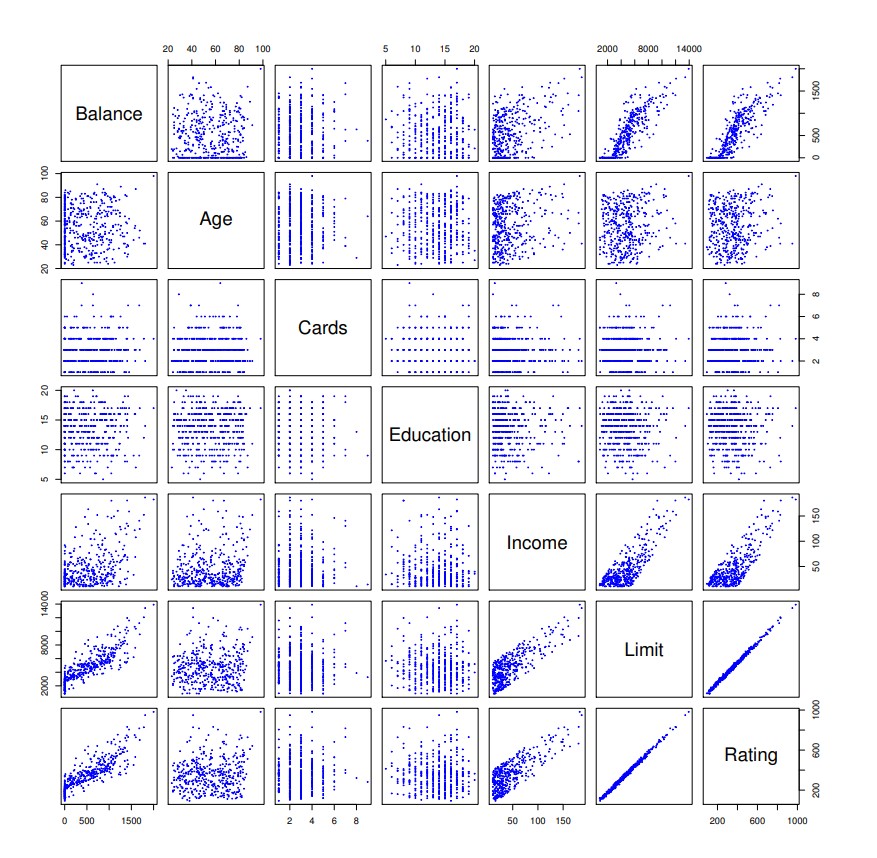 20 40 60 80 100 5 10 15 20 2000 8000 14000
Balance
0 500 1500
Age
20 40 60 80 100
Cards
2 4 6 8
Education
5 10 15 20
Income
50 100 150
Limit
2000 8000 14000
Rating
200 600 1000
0 500 1500 2 4 6 8 50 100 150 200 600 1000